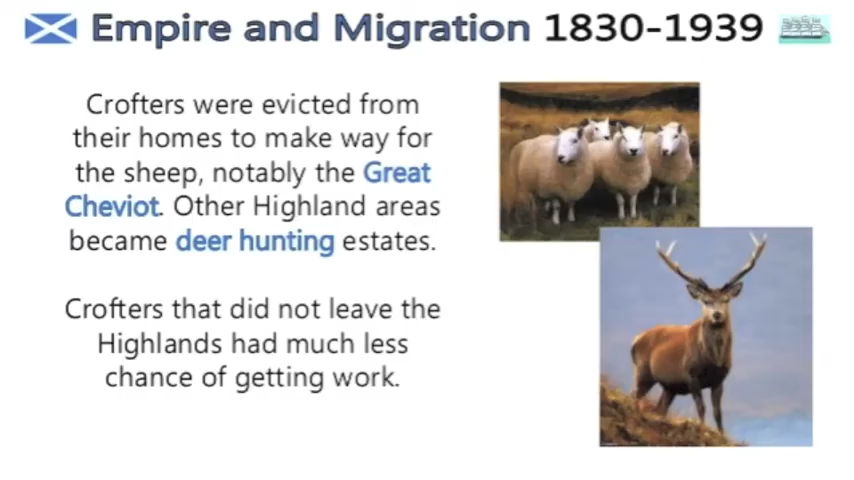 Empire and Migration 1830-1939
Crofters were evicted from
their homes to make way for
the sheep, notably the Great
Cheviot. Other Highland areas
became deer hunting estates.
Crofters that did not leave the
Highlands had much less
chance of getting work.